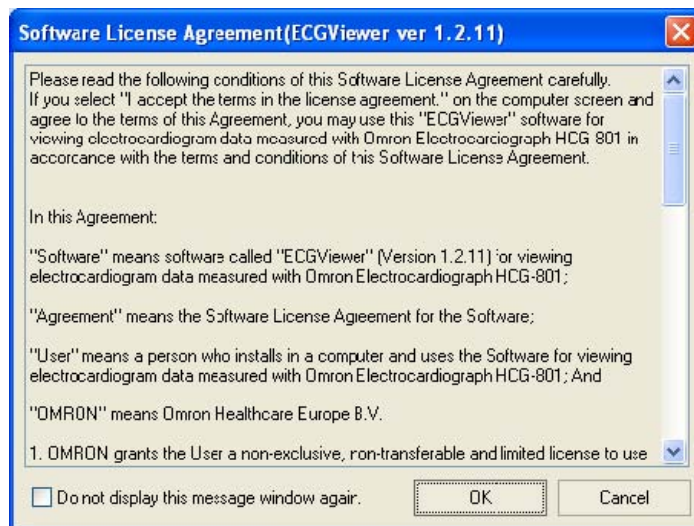 Software License Agreement(ECGViewer ver 1.2.11)
Please read the following conditions of this Software License Agreement carefully.
If you select "I accept the terms in the license agreement." on the computer screen and
agree to the terms of this Agreement, you may use this "ECGViewer" software for
viewing electrocardiogram data measured with Omron Electrocardiograph HCG-801 in
accordance with the terms and conditions of this Software License Agreement.
In this Agreement:
"Software" means software called "ECGViewer" (Version 1.2.11) for viewing
electrocardiogram data measured with Omron Electrocardiograph HCG-801;
"Agreement" means the Software License Agreement for the Software;
"User" means a person who installs in a computer and uses the Software for viewing
electrocardiogram data measured with Omron Electrocardiograph HCG-801; And
"OMRON" means Omron Healthcare Europe B.V.
1. OMRON grants the User a non-exclusive, non-transferable and limited license to use
Do not display this message window again.
OK
Cancel